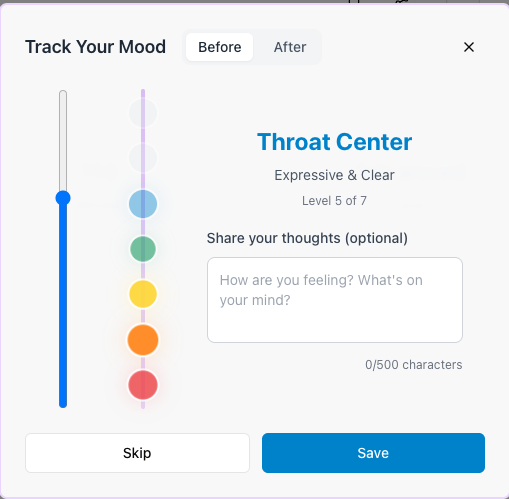 Track Your Mood
Before
After
Throat Center
Expressive & Clear
Level 5 of 7
Share your thoughts (optional)
How are you feeling? What's on
your mind?
0/500 characters
Skip
Save